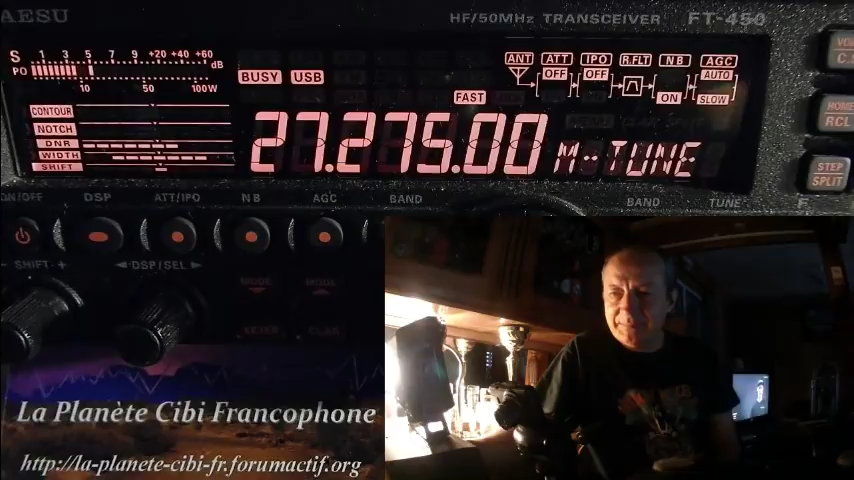 AESU HF/50MHz TRANSCEIVER FT-450
S 1 3 5 7 9 +20 +40 +60 dB
PO 10 50 100W
BUSY USB
ANT ATT IPO R.FLT NB AGC
OFF OFF AUTO
ON SLOW
FAST
CONTOUR
NOTCH
DNR
WIDTH
SHIFT
27.275.00 M-TUNE
HOME
RCL
STEP
SPLIT
ON/OFF DSP ATT/IPO NB AGC BAND BAND TUNE F
- SHIFT + ◄DSP/SEL►
MODE MODE
CLAR
La Planète Cibi Francophone
http://la-planete-cibi-fr.forumactif.org